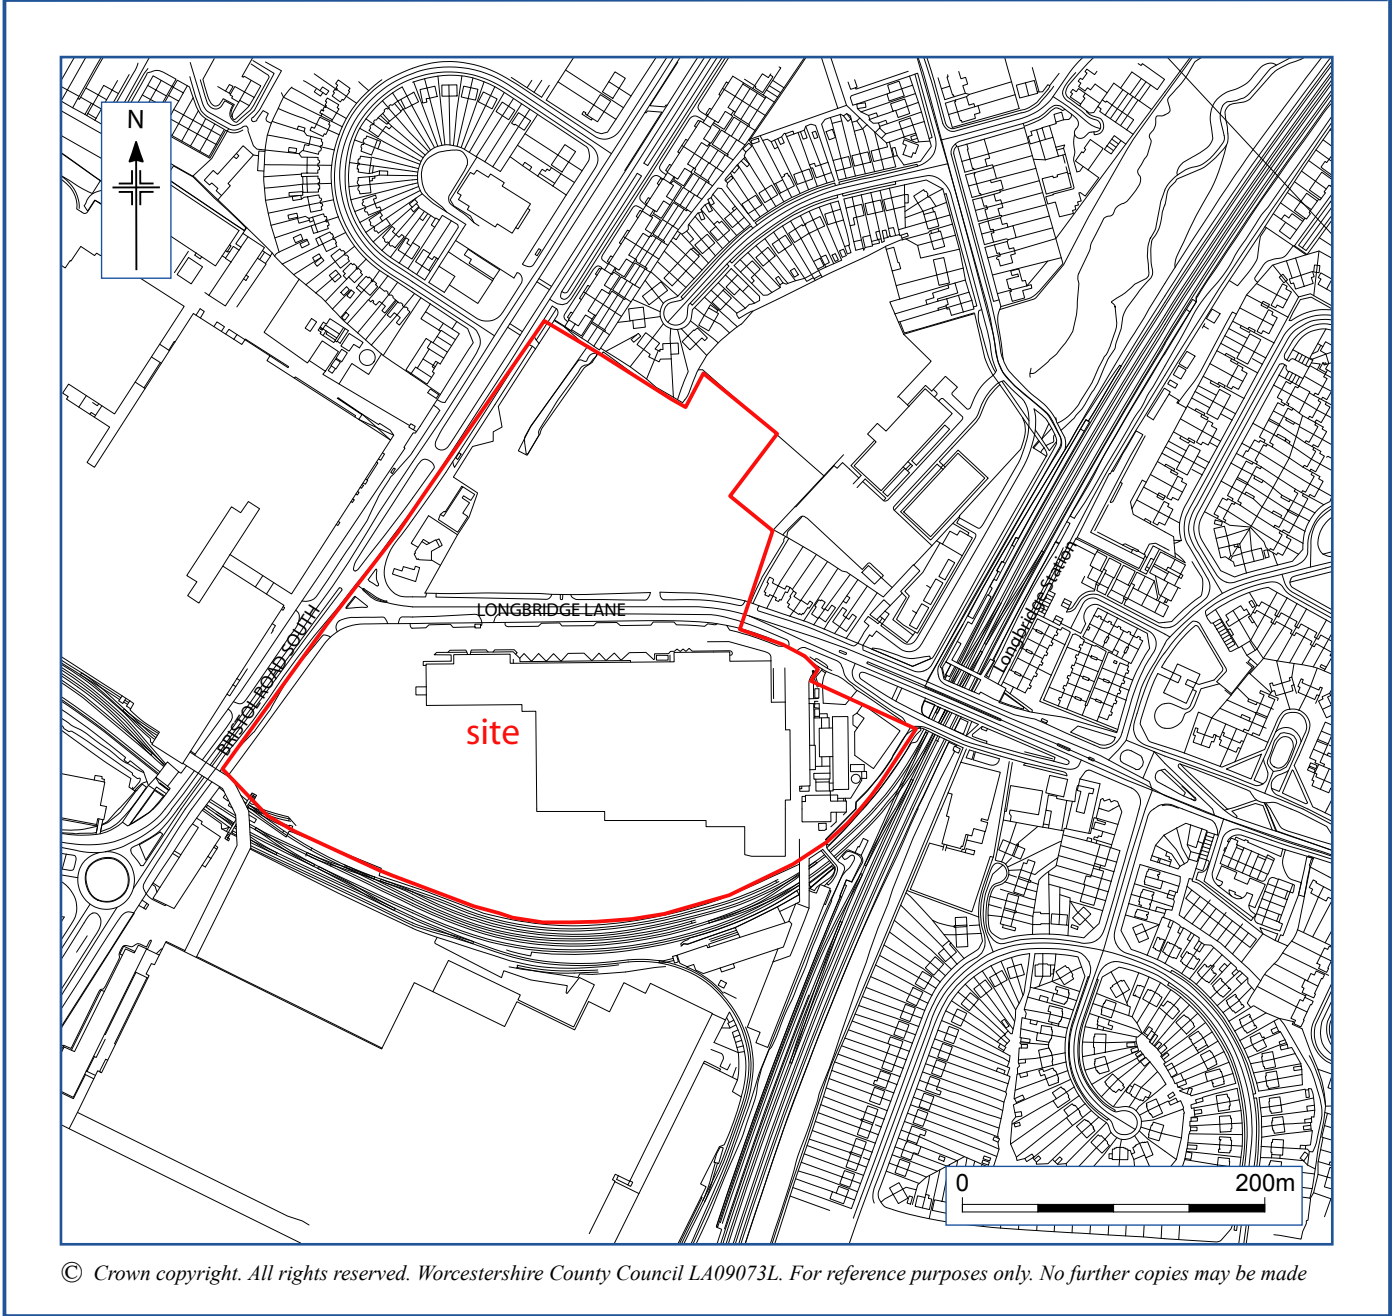 N
LONGBRIDGE LANE
BRISTOL ROAD SOUTH
Longbridge Station
site
0 200m
© Crown copyright. All rights reserved. Worcestershire County Council LA09073L. For reference purposes only. No further copies may be made